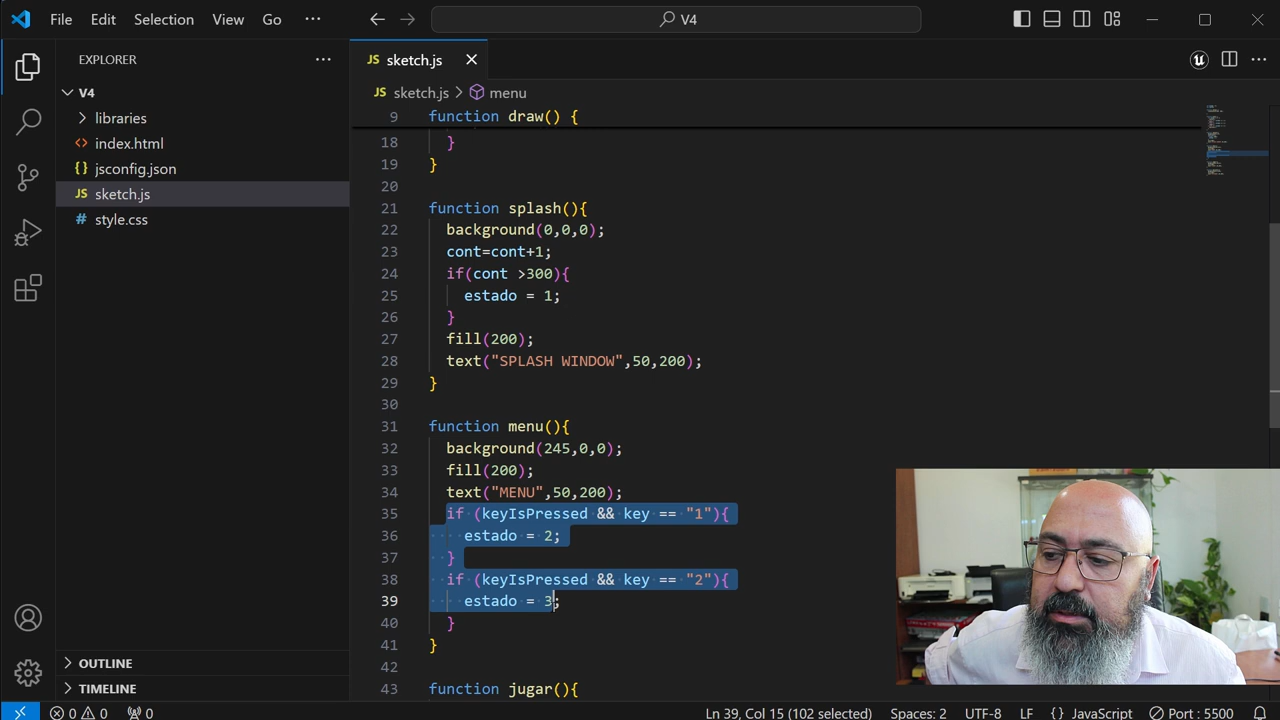 File Edit Selection View Go ··· V4
EXPLORER ···
V4
libraries
<> index.html
{} jsconfig.json
JS sketch.js
# style.css
OUTLINE
TIMELINE
JS sketch.js
JS sketch.js > menu
9 function draw() {
18 }
19 }
20
21 function splash(){
22 background(0,0,0);
23 cont=cont+1;
24 if(cont >300){
25 estado = 1;
26 }
27 fill(200);
28 text("SPLASH WINDOW",50,200);
29 }
30
31 function menu(){
32 background(245,0,0);
33 fill(200);
34 text("MENU",50,200);
35 if (keyIsPressed && key == "1"){
36 estado = 2;
37 }
38 if (keyIsPressed && key == "2"){
39 estado = 3;
40 }
41 }
42
43 function jugar(){
0 0 0 Ln 39, Col 15 (102 selected) Spaces: 2 UTF-8 LF {} JavaScript Port : 5500